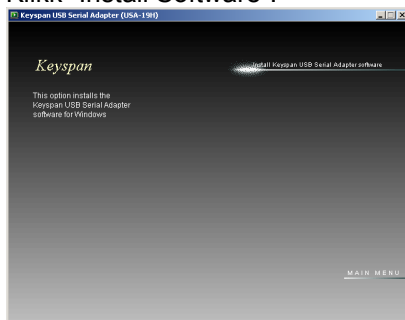 Klikk "Install Software".
Keyspan USB Serial Adapter (USA-19H)
Keyspan
Install Keyspan USB Serial Adapter software
This option installs the
Keyspan USB Serial Adapter
software for Windows
MAIN MENU